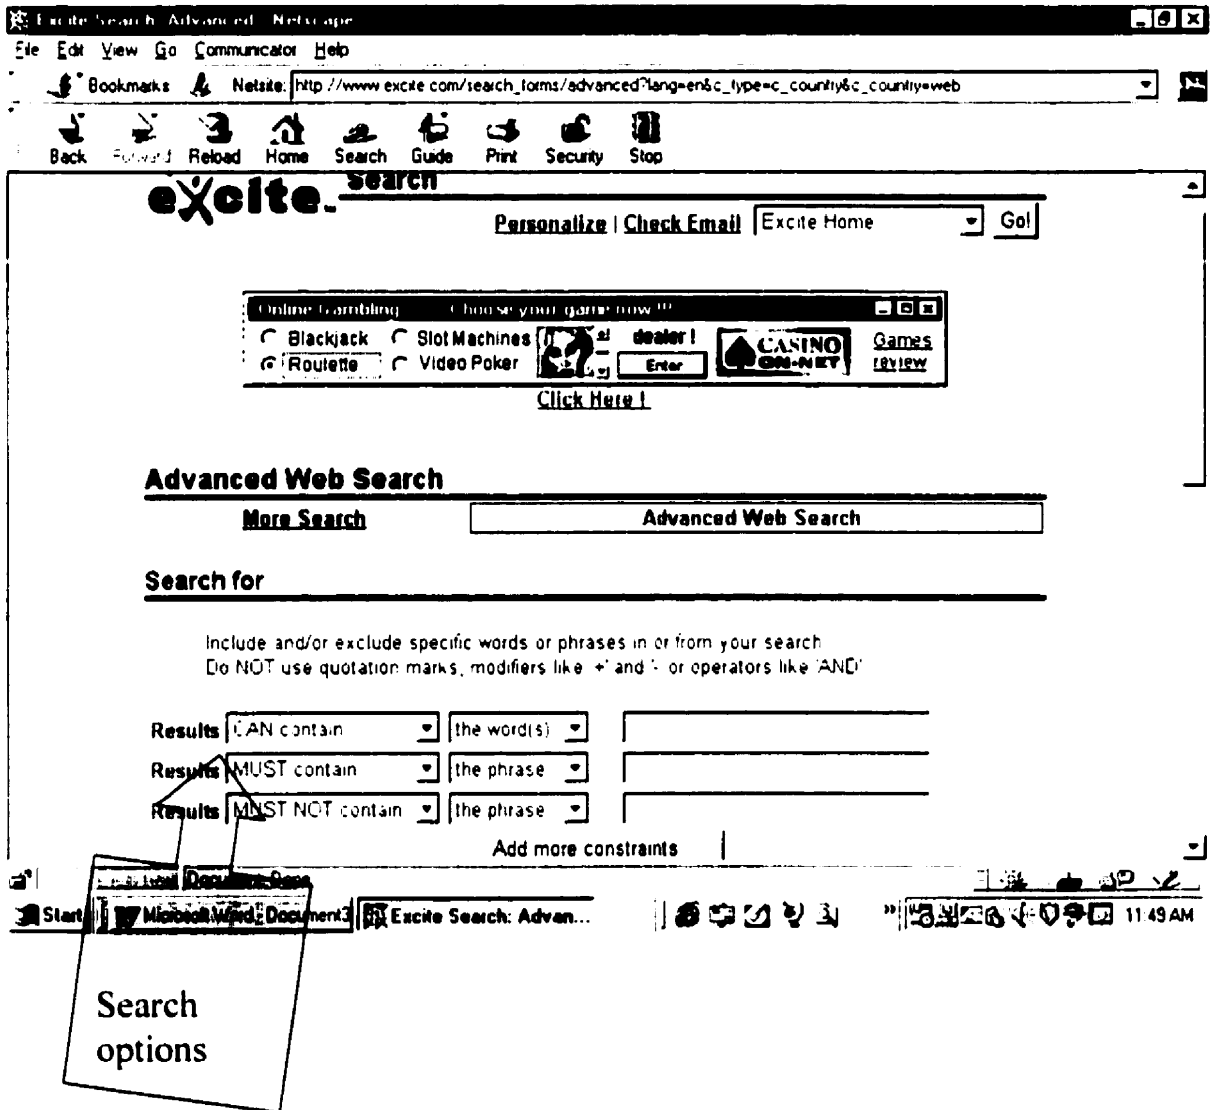 Excite Search: Advanced - Netscape
File Edit View Go Communicator Help
Bookmarks Netsite: http://www.excite.com/search_forms/advanced?lang=en&c_type=c_country&c_country=web
Back Forward Reload Home Search Guide Print Security Stop
excite. Search
Personalize | Check Email Excite Home Go!
Online Gambling Choose your game now !!!
Blackjack Slot Machines dealer ! CASINO Games
Roulette Video Poker Enter ON-NET review
Click Here !
Advanced Web Search
More Search Advanced Web Search
Search for
Include and/or exclude specific words or phrases in or from your search
Do NOT use quotation marks, modifiers like '+' and '-' or operators like 'AND'
Results CAN contain the word(s)
Results MUST contain the phrase
Results MUST NOT contain the phrase
Add more constraints
Document: Done
Start Microsoft Word - Document3 Excite Search: Advan... 11:49 AM
Search
options